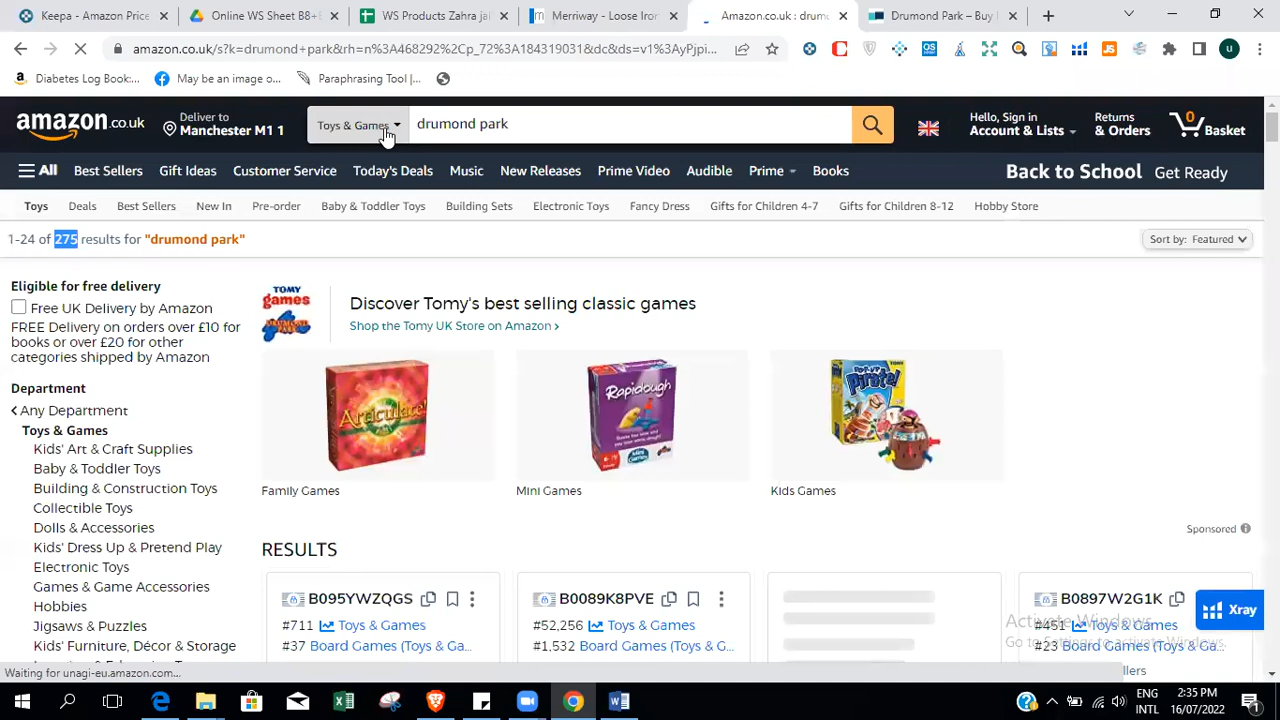 Keepa - Amazon Price
Online WS Sheet B8+E
WS Products Zahra ja
Merriway - Loose Iron
Amazon.co.uk : drum
Drumond Park – Buy
amazon.co.uk/s?k=drumond+park&rh=n%3A468292%2Cp_72%3A184319031&dc&ds=v1%3AyPjpi...
Diabetes Log Book:...
May be an image o...
Paraphrasing Tool |...
amazon.co.uk
Deliver to
Manchester M1 1
Toys & Games
drumond park
Hello, Sign in
Account & Lists
Returns
& Orders
0
Basket
All
Best Sellers
Gift Ideas
Customer Service
Today's Deals
Music
New Releases
Prime Video
Audible
Prime
Books
Back to School Get Ready
Toys
Deals
Best Sellers
New In
Pre-order
Baby & Toddler Toys
Building Sets
Electronic Toys
Fancy Dress
Gifts for Children 4-7
Gifts for Children 8-12
Hobby Store
1-24 of 275 results for "drumond park"
Sort by: Featured
Eligible for free delivery
Free UK Delivery by Amazon
FREE Delivery on orders over £10 for
books or over £20 for other
categories shipped by Amazon
Department
Any Department
Toys & Games
Kids' Art & Craft Supplies
Baby & Toddler Toys
Building & Construction Toys
Collectible Toys
Dolls & Accessories
Kids' Dress Up & Pretend Play
Electronic Toys
Games & Game Accessories
Hobbies
Jigsaws & Puzzles
Kids' Furniture, Décor & Storage
TOMY
games
Discover Tomy's best selling classic games
Shop the Tomy UK Store on Amazon ›
Articulate!
Rapidough
TOMY
Pop up
Pirate!
Family Games
Mini Games
Kids Games
Sponsored
RESULTS
B095YWZQGS
#711 Toys & Games
#37 Board Games (Toys & Ga...
B0089K8PVE
#52,256 Toys & Games
#1,532 Board Games (Toys & G...
B0897W2G1K
#451 Toys & Games
#23 Board Games (Toys & Ga...
Xray
Activate Windows
Go to Settings to activate Windows.
Waiting for unagi-eu.amazon.com...
ENG
INTL
2:35 PM
16/07/2022
1